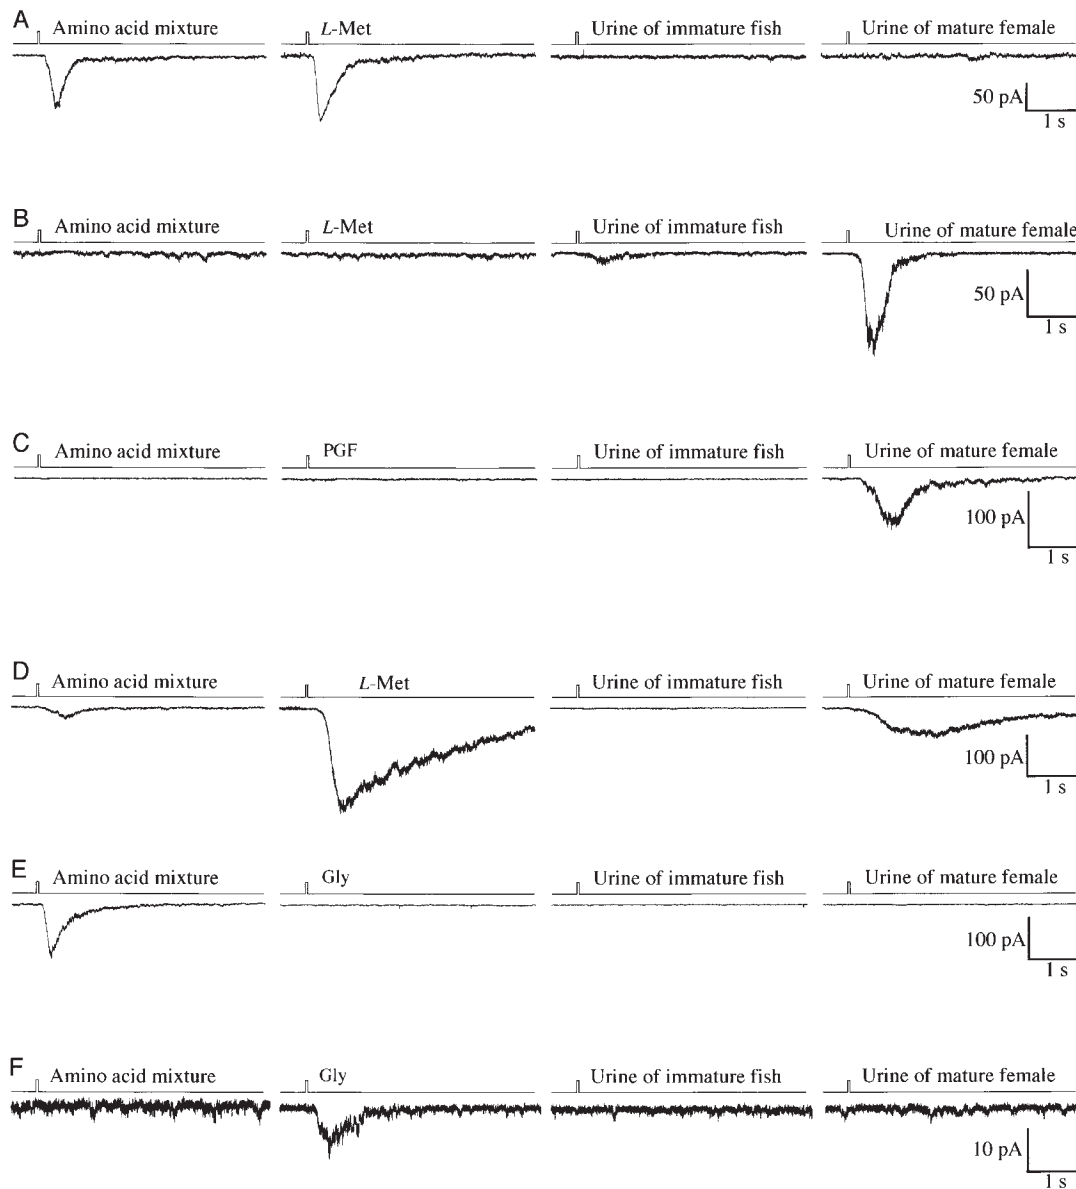 A
Amino acid mixture
L-Met
Urine of immature fish
Urine of mature female
50 pA
1 s
B
Amino acid mixture
L-Met
Urine of immature fish
Urine of mature female
50 pA
1 s
C
Amino acid mixture
PGF
Urine of immature fish
Urine of mature female
100 pA
1 s
D
Amino acid mixture
L-Met
Urine of immature fish
Urine of mature female
100 pA
1 s
E
Amino acid mixture
Gly
Urine of immature fish
Urine of mature female
100 pA
1 s
F
Amino acid mixture
Gly
Urine of immature fish
Urine of mature female
10 pA
1 s